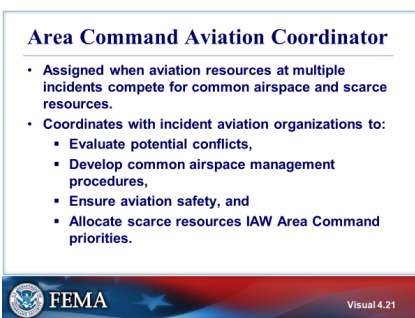 Area Command Aviation Coordinator
• Assigned when aviation resources at multiple
incidents compete for common airspace and scarce
resources.
• Coordinates with incident aviation organizations to:
▪ Evaluate potential conflicts,
▪ Develop common airspace management
procedures,
▪ Ensure aviation safety, and
▪ Allocate scarce resources IAW Area Command
priorities.
FEMA
Visual 4.21